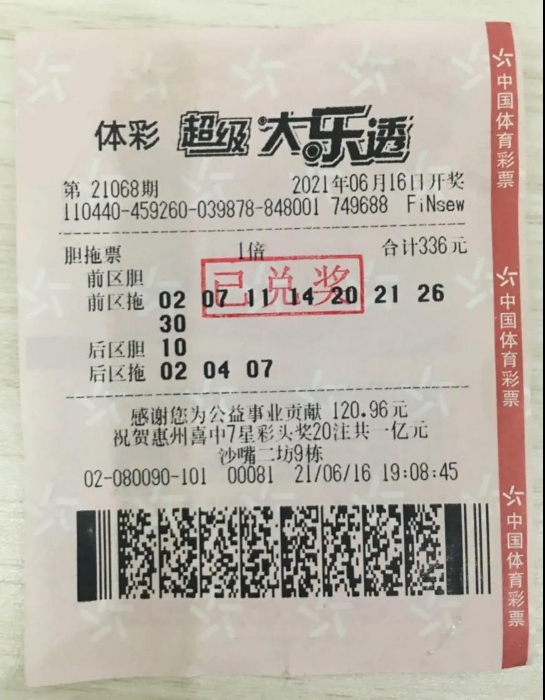 体彩 超级大乐透
第 21068期 2021年06月16日开奖
110440-459260-039878-848001 749688 FiNsew
胆拖票 1倍 合计336元
前区胆
已兑奖
前区拖 02 07 11 14 20 21 26
30
后区胆 10
后区拖 02 04 07
感谢您为公益事业贡献 120.96元
祝贺惠州喜中7星彩头奖20注共一亿元
沙嘴二坊9栋
02-080090-101 00081 21/06/16 19:08:45
中国体育彩票
中国体育彩票
中国体育彩票